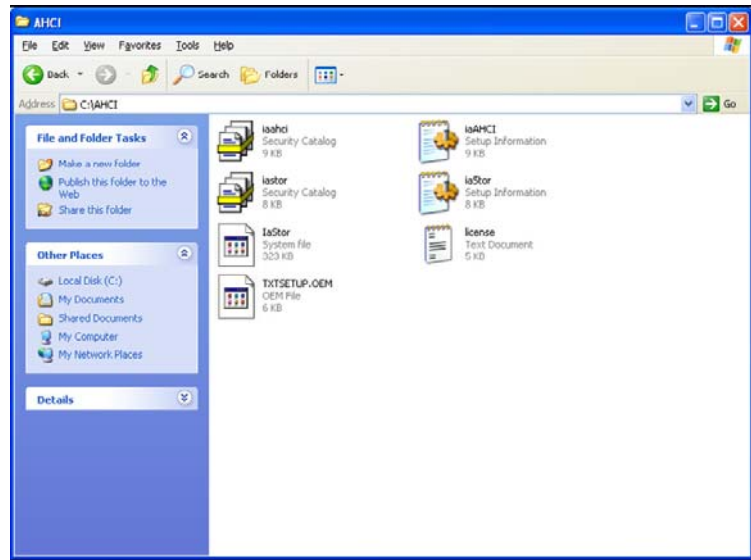 AHCI
File Edit View Favorites Tools Help
Back Search Folders
Address C:\AHCI Go
File and Folder Tasks
Make a new folder
Publish this folder to the
Web
Share this folder
Other Places
Local Disk (C:)
My Documents
Shared Documents
My Computer
My Network Places
Details
iaahci
Security Catalog
9 KB
iaAHCI
Setup Information
9 KB
iastor
Security Catalog
8 KB
iaStor
Setup Information
8 KB
IaStor
System file
323 KB
license
Text Document
5 KB
TXTSETUP.OEM
OEM File
6 KB